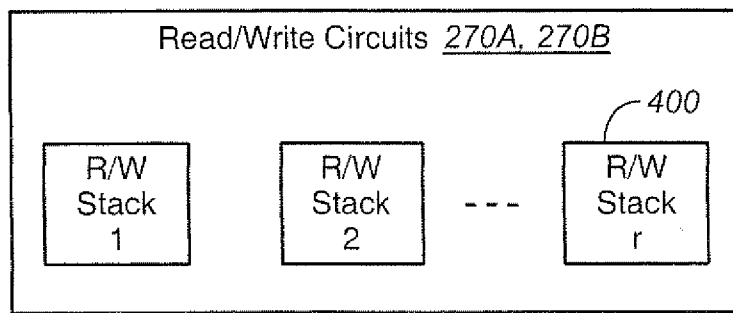 Read/Write Circuits 270A, 270B
400
R/W R/W R/W
Stack Stack --- Stack
1 2 r